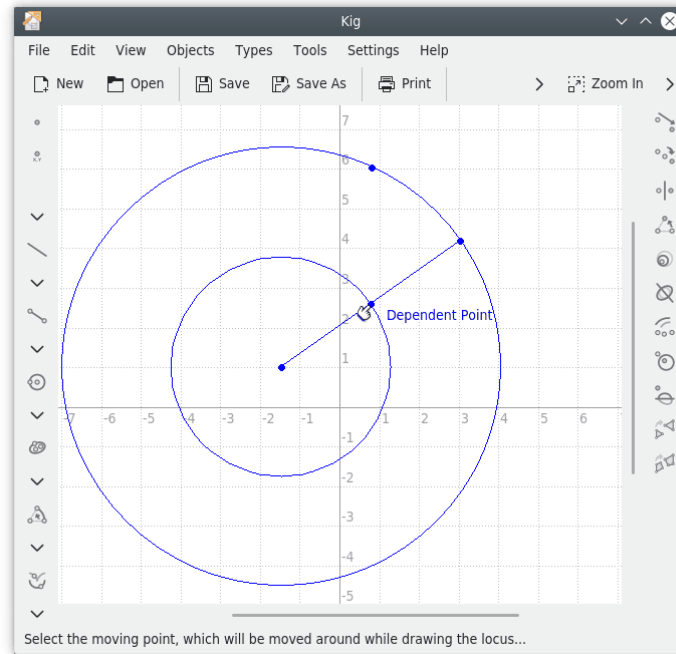 Kig
File Edit View Objects Types Tools Settings Help
New Open Save Save As Print Zoom In
7
6
5
4
3
2
1
-7 -6 -5 -4 -3 -2 -1 1 2 3 4 5 6
-1
-2
-3
-4
-5
Dependent Point
Select the moving point, which will be moved around while drawing the locus...